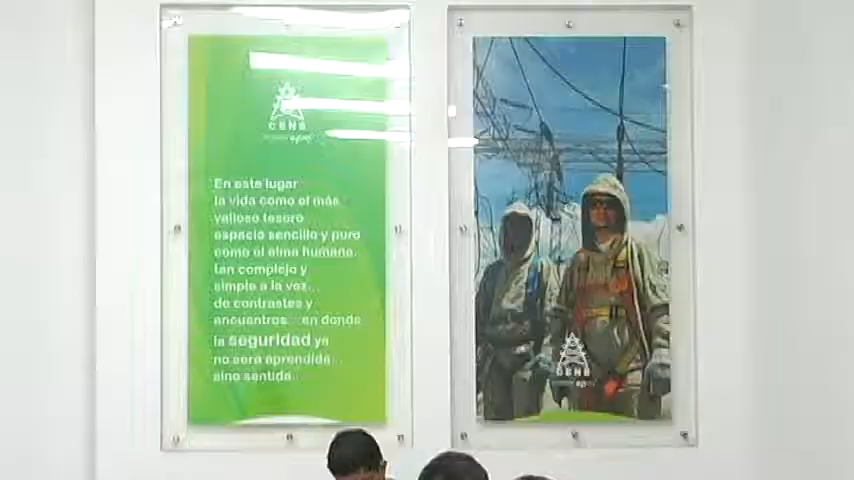 CENS
En este lugar
la vida como el más
valioso tesoro
espacio sencillo y puro
como el alma humana.
tan complejo y
simple a la vez...
de contrastes y
encuentros... en donde
la seguridad ya
no sera aprendida...
sino sentida.
CENS